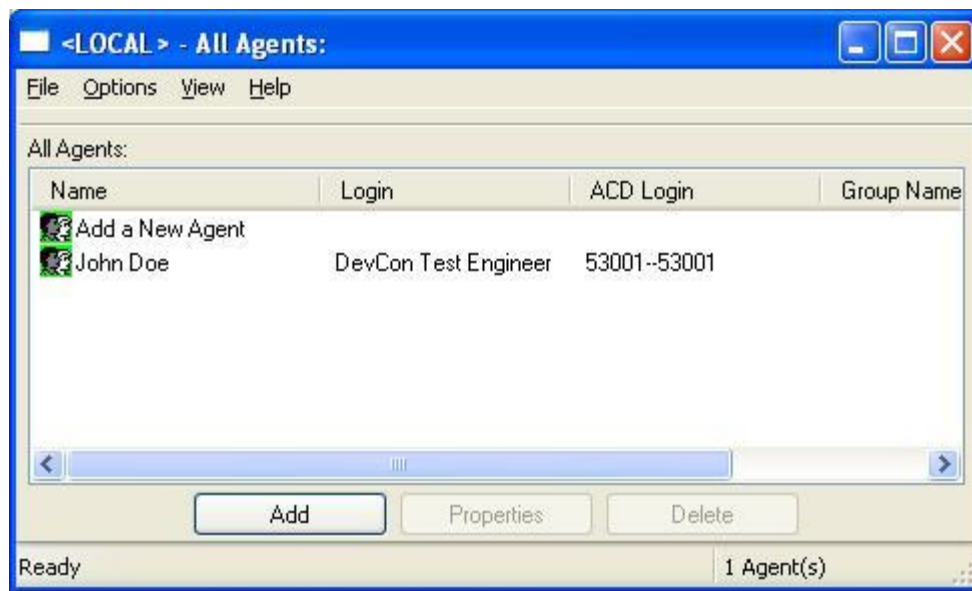 <LOCAL> - All Agents:
File Options View Help
All Agents:
Name Login ACD Login Group Name
Add a New Agent
John Doe DevCon Test Engineer 53001--53001
Add Properties Delete
Ready 1 Agent(s)